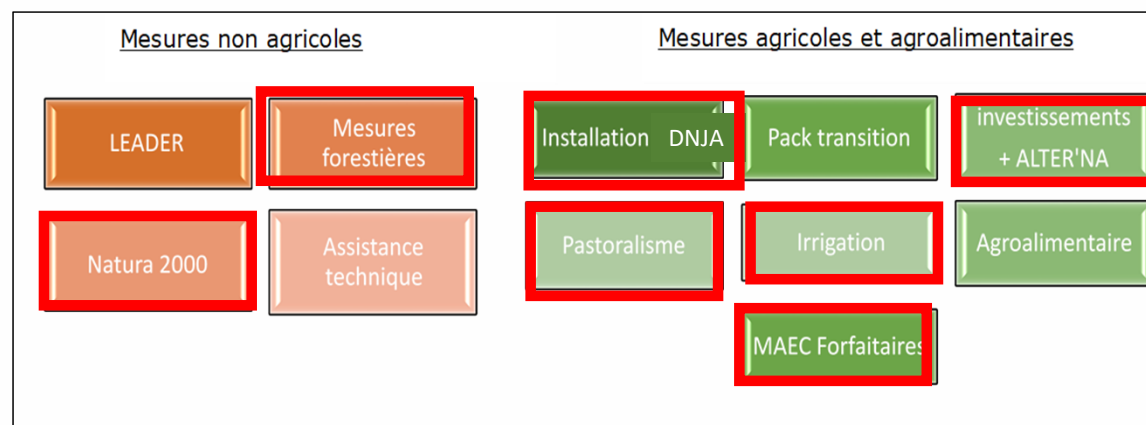 Mesures non agricoles
Mesures agricoles et agroalimentaires
LEADER
Mesures
forestières
Installation DNJA
Pack transition
investissements
+ ALTER'NA
Natura 2000
Assistance
technique
Pastoralisme
Irrigation
Agroalimentaire
MAEC Forfaitaires